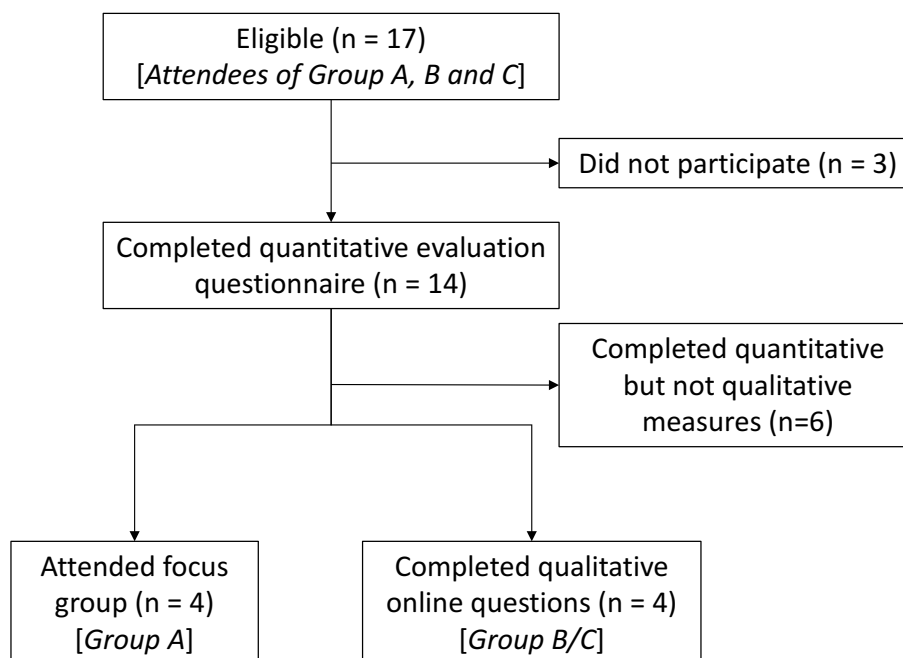 Eligible (n = 17)
[Attendees of Group A, B and C]
Did not participate (n = 3)
Completed quantitative evaluation
questionnaire (n = 14)
Completed quantitative
but not qualitative
measures (n=6)
Attended focus
group (n = 4)
[Group A]
Completed qualitative
online questions (n = 4)
[Group B/C]